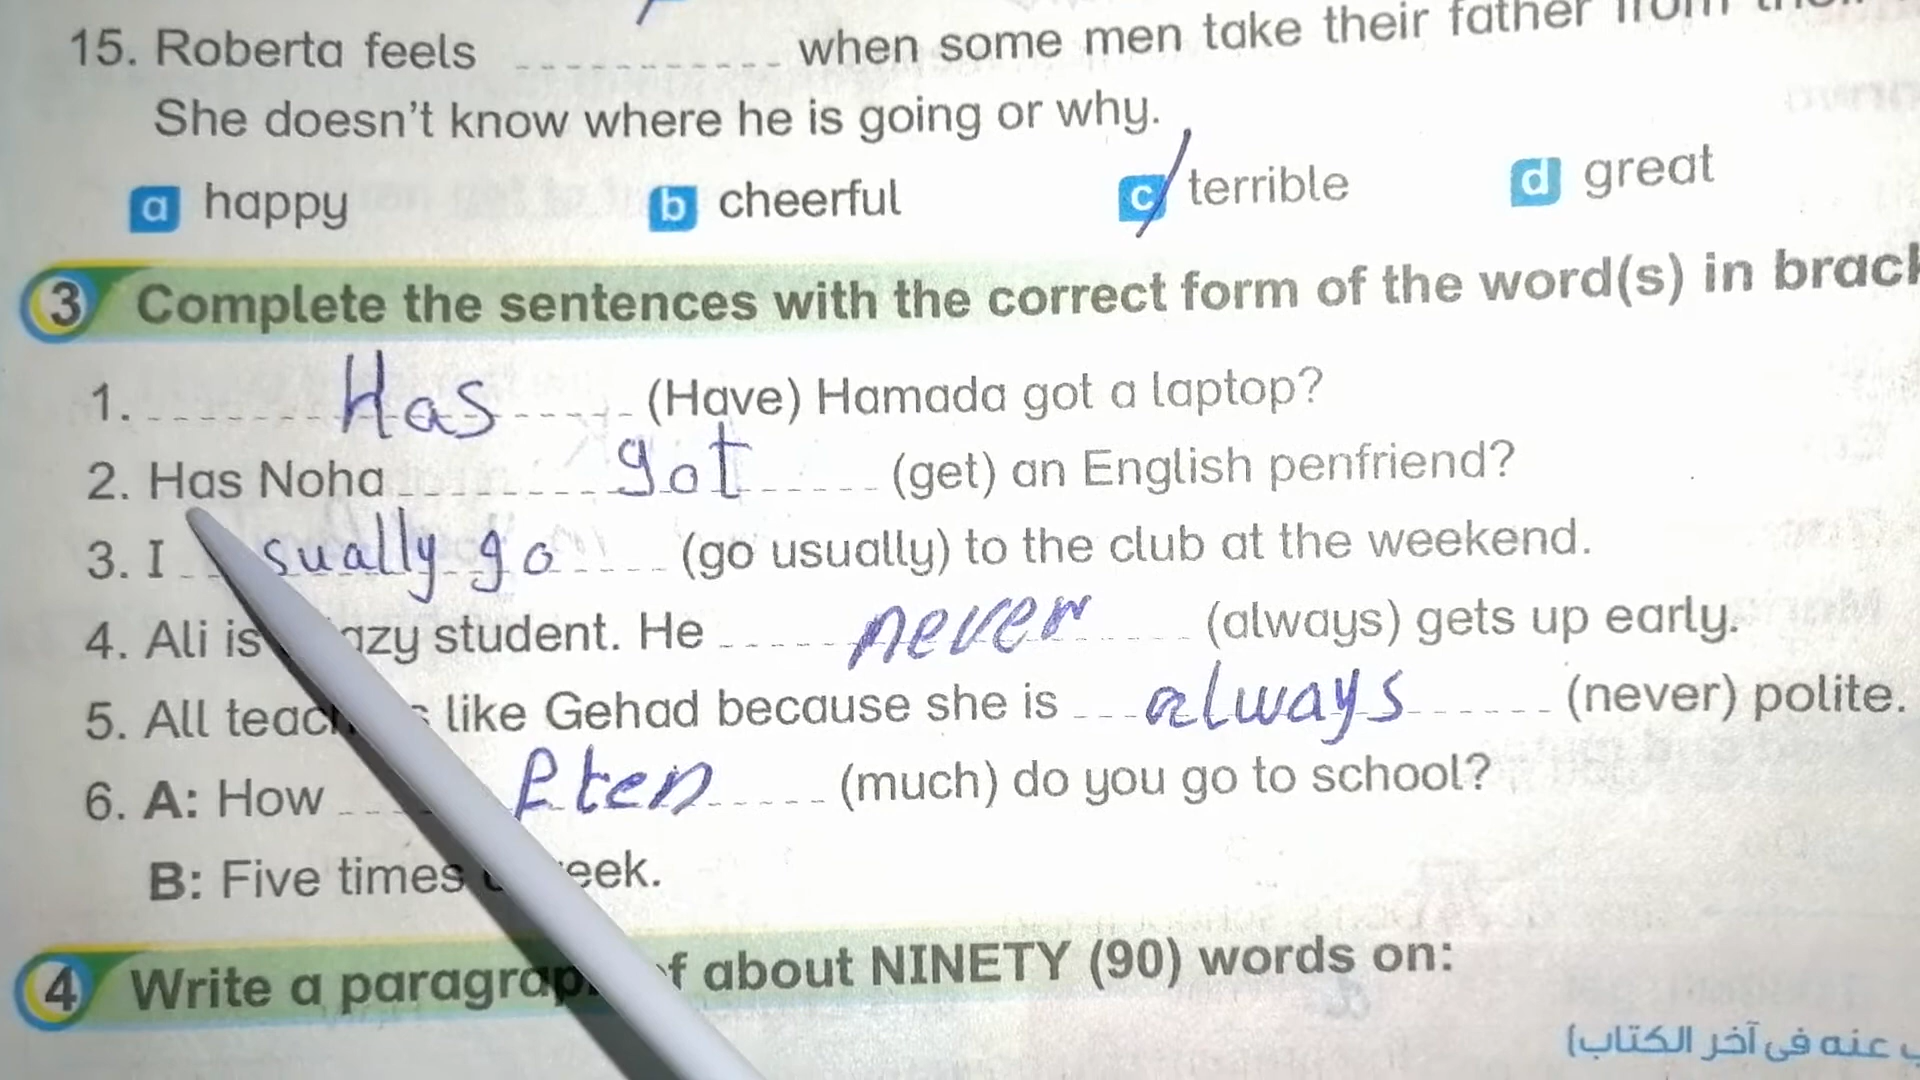 15. Roberta feels ........... when some men take their father from
She doesn't know where he is going or why.
a happy b cheerful c terrible d great
3 Complete the sentences with the correct form of the word(s) in
1. Has (Have) Hamada got a laptop?
2. Has Noha got (get) an English penfriend?
3. I sually go (go usually) to the club at the weekend.
4. Ali is azy student. He never (always) gets up early.
5. All teac s like Gehad because she is always (never) polite.
6. A: How ften (much) do you go to school?
B: Five times eek.
4 Write a paragrap f about NINETY (90) words on:
عنه فى آخر الكتاب)